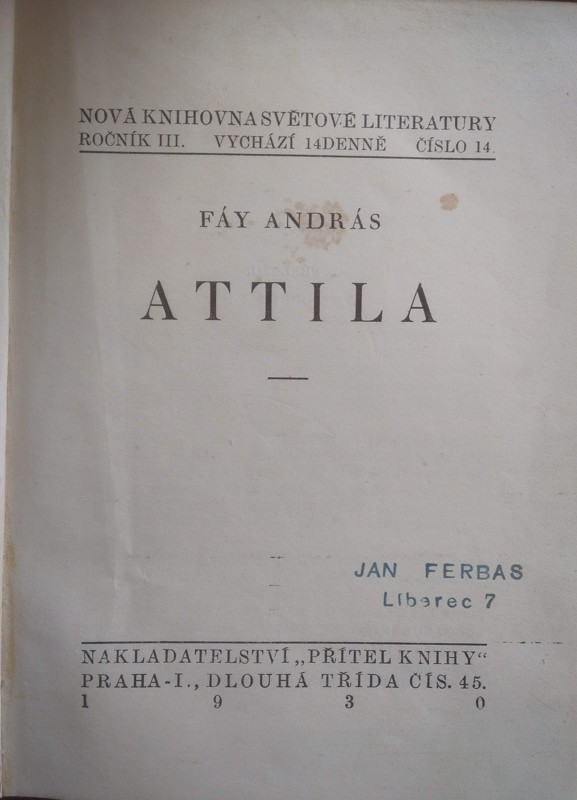 NOVÁ KNIHOVNA SVĚTOVÉ LITERATURY
ROČNÍK III. VYCHÁZÍ 14DENNĚ ČÍSLO 14.
FÁY ANDRÁS
ATTILA
JAN FERBAS
Liberec 7
NAKLADATELSTVÍ „PŘÍTEL KNIHY“
PRAHA-I., DLOUHÁ TŘÍDA ČÍS. 45.
1 9 3 0